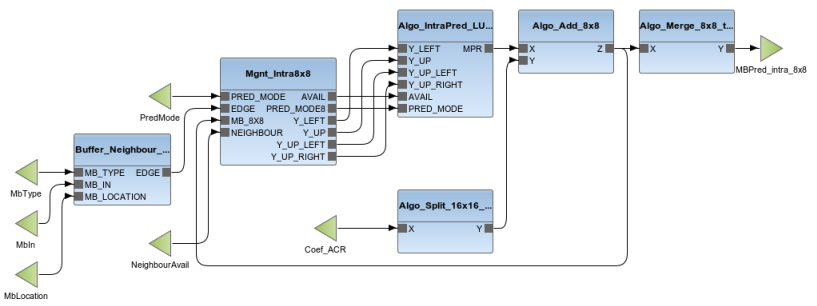 Algo_IntraPred_LU...
Y_LEFT MPR
Y_UP
Y_UP_LEFT
Y_UP_RIGHT
AVAIL
PRED_MODE
Algo_Add_8x8
X Z
Y
Algo_Merge_8x8_t...
X Y
MBPred_intra_8x8
Mgnt_Intra8x8
PRED_MODE AVAIL
EDGE PRED_MODE8
MB_8X8 Y_LEFT
NEIGHBOUR Y_UP
Y_UP_LEFT
Y_UP_RIGHT
PredMode
Buffer_Neighbour_...
MB_TYPE EDGE
MB_IN
MB_LOCATION
MbType
MbIn
MbLocation
NeighbourAvail
Algo_Split_16x16_...
X Y
Coef_ACR